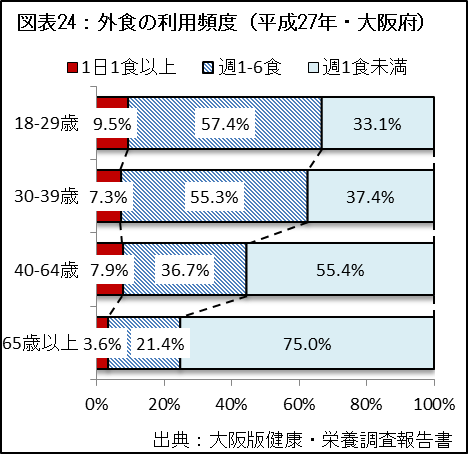 図表24：外食の利用頻度（平成27年・大阪府）
1日1食以上 週1-6食 週1食未満
18-29歳 9.5% 57.4% 33.1%
30-39歳 7.3% 55.3% 37.4%
40-64歳 7.9% 36.7% 55.4%
65歳以上 3.6% 21.4% 75.0%
0% 20% 40% 60% 80% 100%
出典：大阪版健康・栄養調査報告書